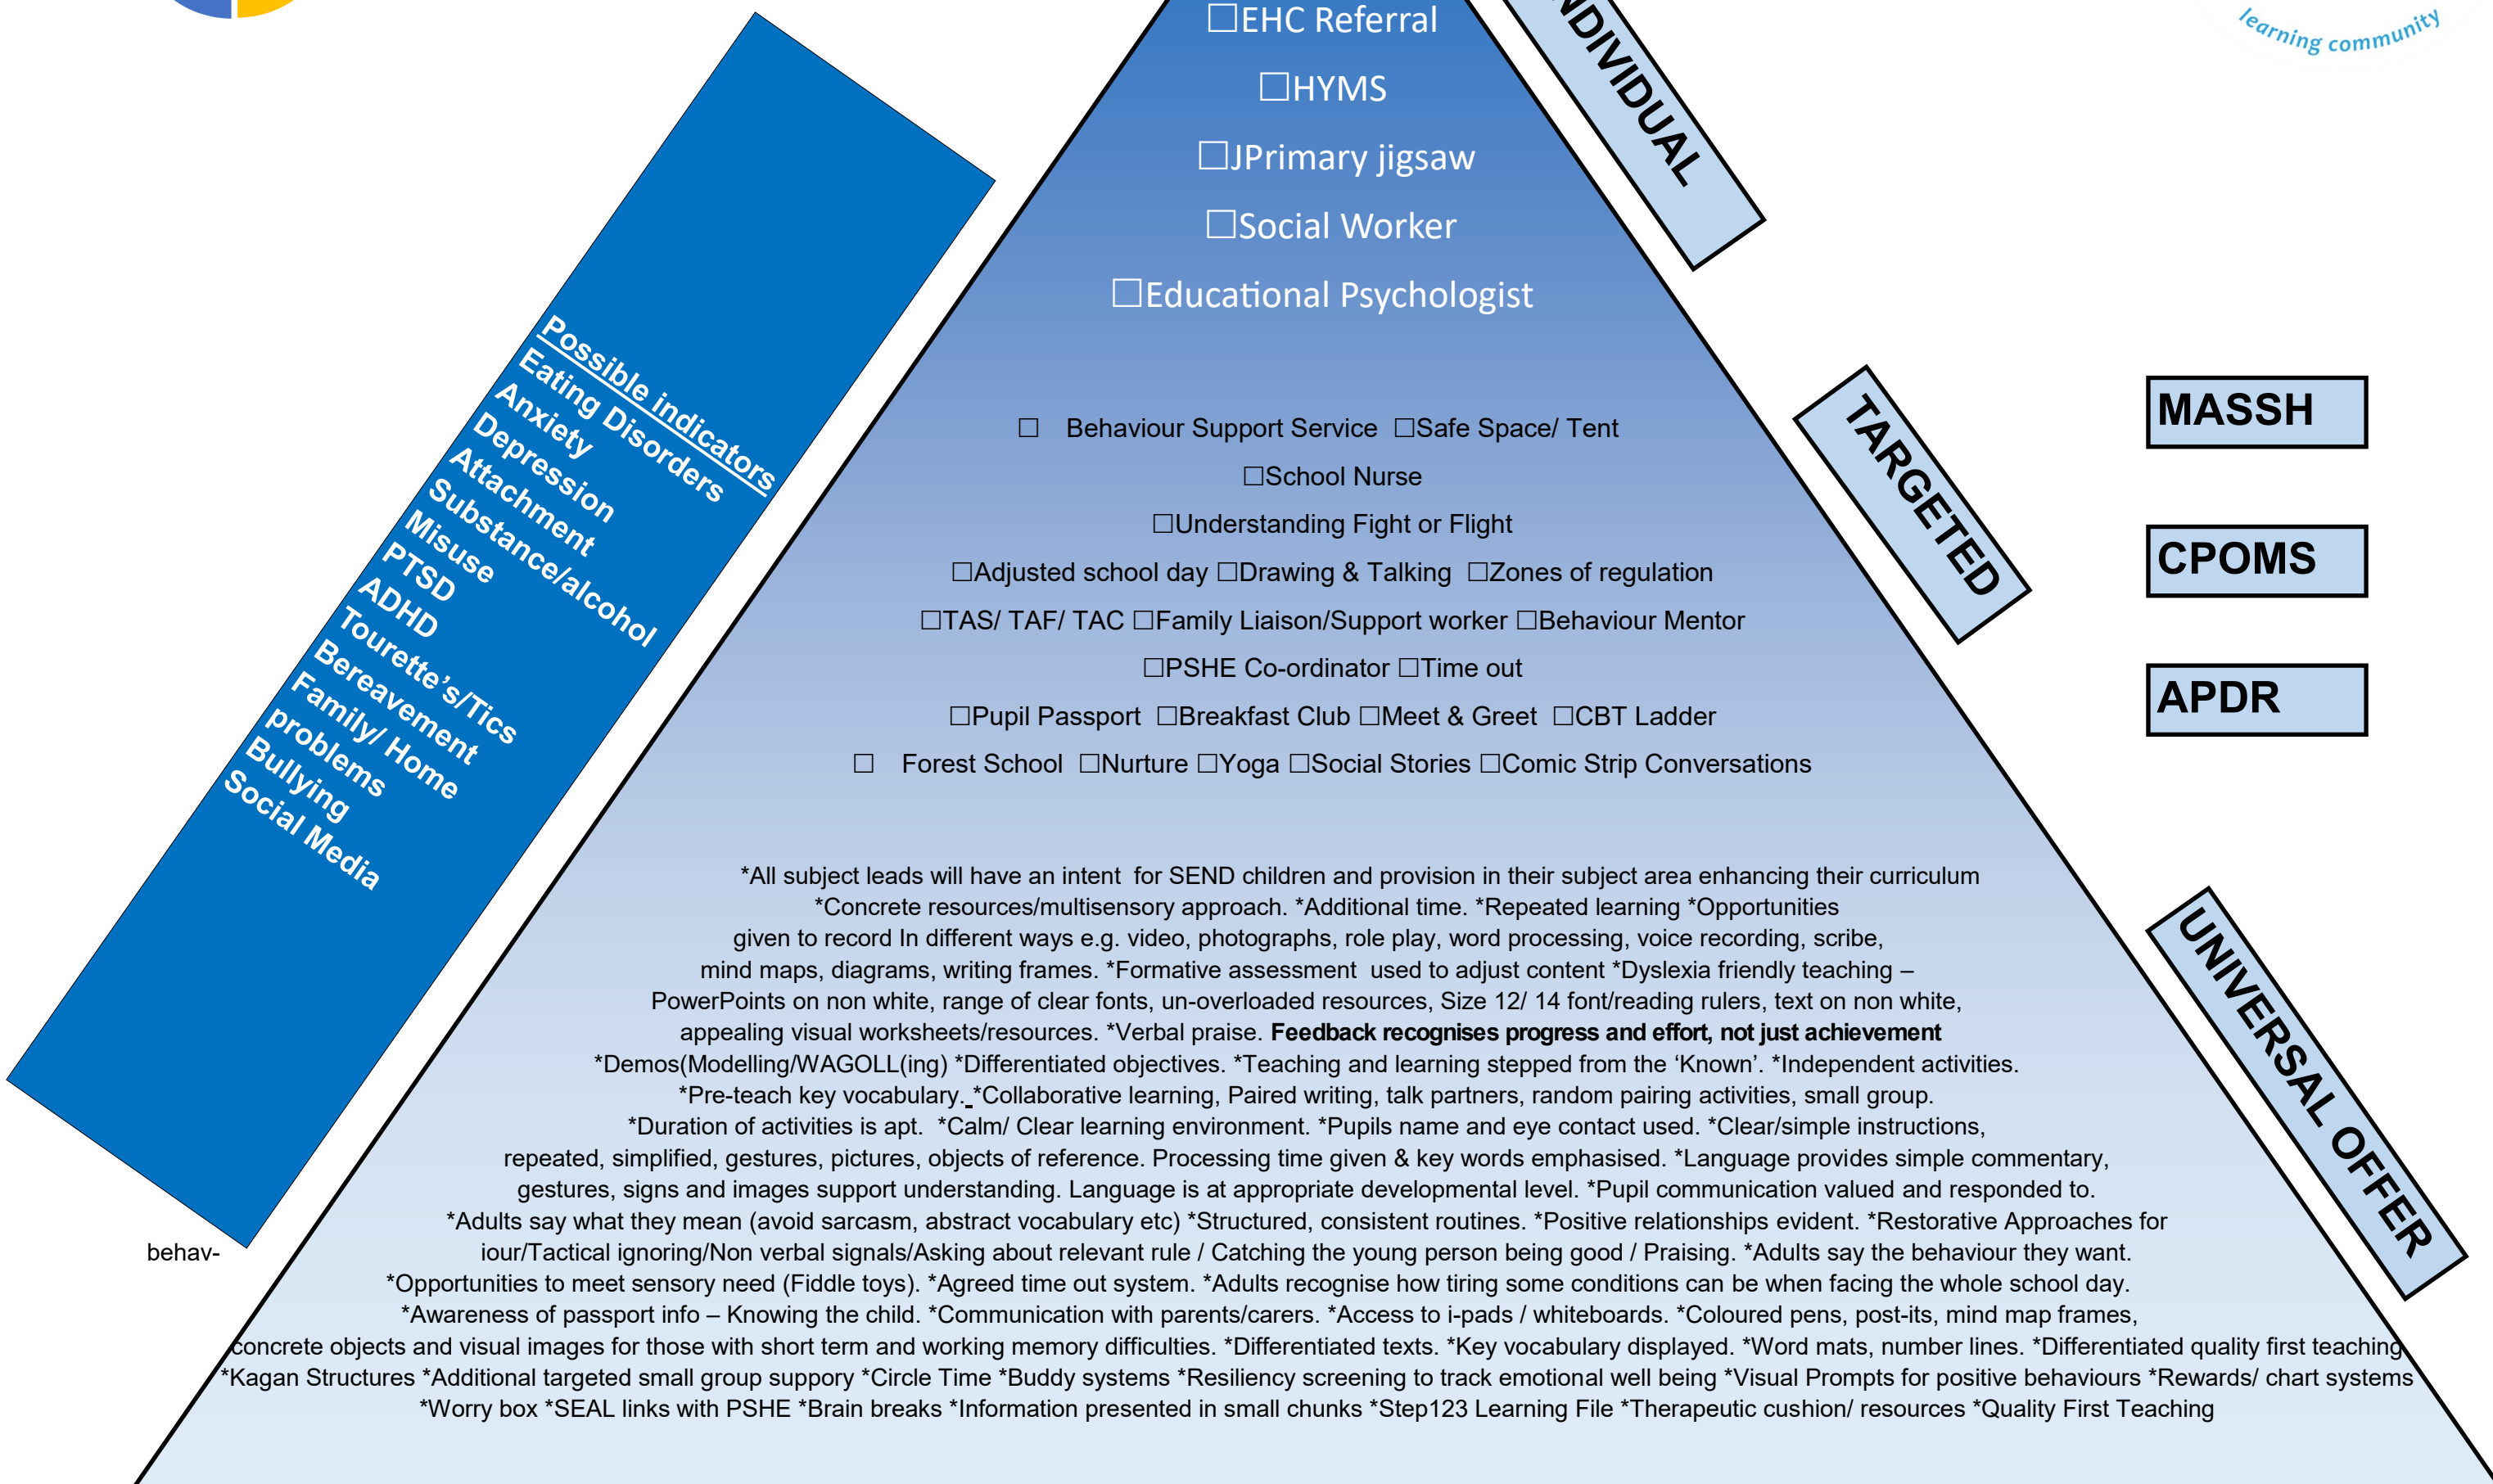 learning community
☐EHC Referral
☐HYMS
☐JPrimary jigsaw
☐Social Worker
☐Educational Psychologist
NDIVIDUAL
Possible indicators
Eating Disorders
Anxiety
Depression
Attachment
Substance/alcohol
Misuse
PTSD
ADHD
Tourette’s/Tics
Bereavement
Family/ Home
problems
Bullying
Social Media
☐ Behaviour Support Service ☐Safe Space/ Tent
☐School Nurse
☐Understanding Fight or Flight
☐Adjusted school day ☐Drawing & Talking ☐Zones of regulation
☐TAS/ TAF/ TAC ☐Family Liaison/Support worker ☐Behaviour Mentor
☐PSHE Co-ordinator ☐Time out
☐Pupil Passport ☐Breakfast Club ☐Meet & Greet ☐CBT Ladder
☐ Forest School ☐Nurture ☐Yoga ☐Social Stories ☐Comic Strip Conversations
TARGETED
MASSH
CPOMS
APDR
*All subject leads will have an intent for SEND children and provision in their subject area enhancing their curriculum
*Concrete resources/multisensory approach. *Additional time. *Repeated learning *Opportunities
given to record In different ways e.g. video, photographs, role play, word processing, voice recording, scribe,
mind maps, diagrams, writing frames. *Formative assessment used to adjust content *Dyslexia friendly teaching –
PowerPoints on non white, range of clear fonts, un-overloaded resources, Size 12/ 14 font/reading rulers, text on non white,
appealing visual worksheets/resources. *Verbal praise. Feedback recognises progress and effort, not just achievement
*Demos(Modelling/WAGOLL(ing) *Differentiated objectives. *Teaching and learning stepped from the ‘Known’. *Independent activities.
*Pre-teach key vocabulary. *Collaborative learning, Paired writing, talk partners, random pairing activities, small group.
*Duration of activities is apt. *Calm/ Clear learning environment. *Pupils name and eye contact used. *Clear/simple instructions,
repeated, simplified, gestures, pictures, objects of reference. Processing time given & key words emphasised. *Language provides simple commentary,
gestures, signs and images support understanding. Language is at appropriate developmental level. *Pupil communication valued and responded to.
*Adults say what they mean (avoid sarcasm, abstract vocabulary etc) *Structured, consistent routines. *Positive relationships evident. *Restorative Approaches for
behav- iour/Tactical ignoring/Non verbal signals/Asking about relevant rule / Catching the young person being good / Praising. *Adults say the behaviour they want.
*Opportunities to meet sensory need (Fiddle toys). *Agreed time out system. *Adults recognise how tiring some conditions can be when facing the whole school day.
*Awareness of passport info – Knowing the child. *Communication with parents/carers. *Access to i-pads / whiteboards. *Coloured pens, post-its, mind map frames,
concrete objects and visual images for those with short term and working memory difficulties. *Differentiated texts. *Key vocabulary displayed. *Word mats, number lines. *Differentiated quality first teaching
*Kagan Structures *Additional targeted small group suppory *Circle Time *Buddy systems *Resiliency screening to track emotional well being *Visual Prompts for positive behaviours *Rewards/ chart systems
*Worry box *SEAL links with PSHE *Brain breaks *Information presented in small chunks *Step123 Learning File *Therapeutic cushion/ resources *Quality First Teaching
UNIVERSAL OFFER